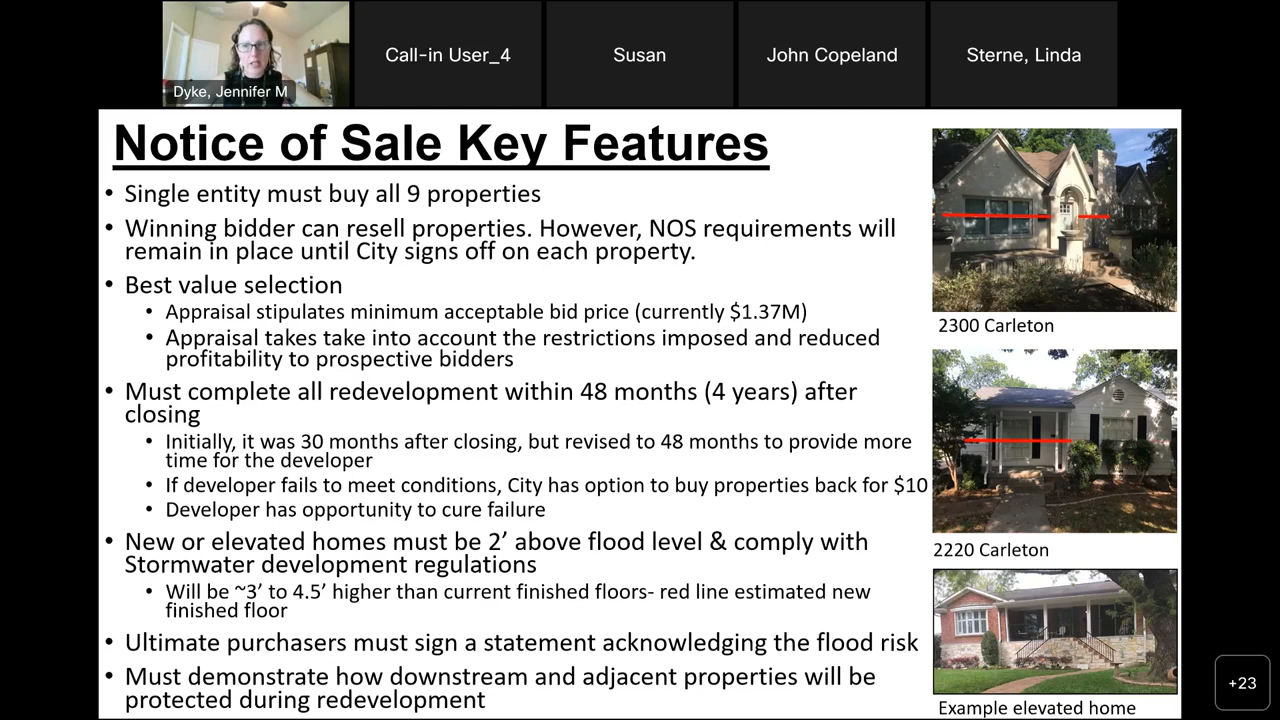 Dyke, Jennifer M
Call-in User_4
Susan
John Copeland
Sterne, Linda
Notice of Sale Key Features
• Single entity must buy all 9 properties
• Winning bidder can resell properties. However, NOS requirements will
remain in place until City signs off on each property.
• Best value selection
• Appraisal stipulates minimum acceptable bid price (currently $1.37M)
• Appraisal takes take into account the restrictions imposed and reduced
profitability to prospective bidders
• Must complete all redevelopment within 48 months (4 years) after
closing
• Initially, it was 30 months after closing, but revised to 48 months to provide more
time for the developer
• If developer fails to meet conditions, City has option to buy properties back for $10
• Developer has opportunity to cure failure
• New or elevated homes must be 2’ above flood level & comply with
Stormwater development regulations
• Will be ~3’ to 4.5’ higher than current finished floors- red line estimated new
finished floor
• Ultimate purchasers must sign a statement acknowledging the flood risk
• Must demonstrate how downstream and adjacent properties will be
protected during redevelopment
2300 Carleton
2220 Carleton
Example elevated home
+23